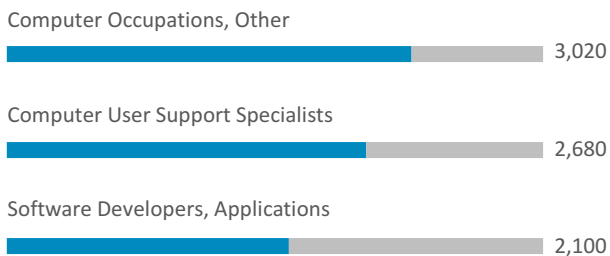 Computer Occupations, Other
3,020
Computer User Support Specialists
2,680
Software Developers, Applications
2,100